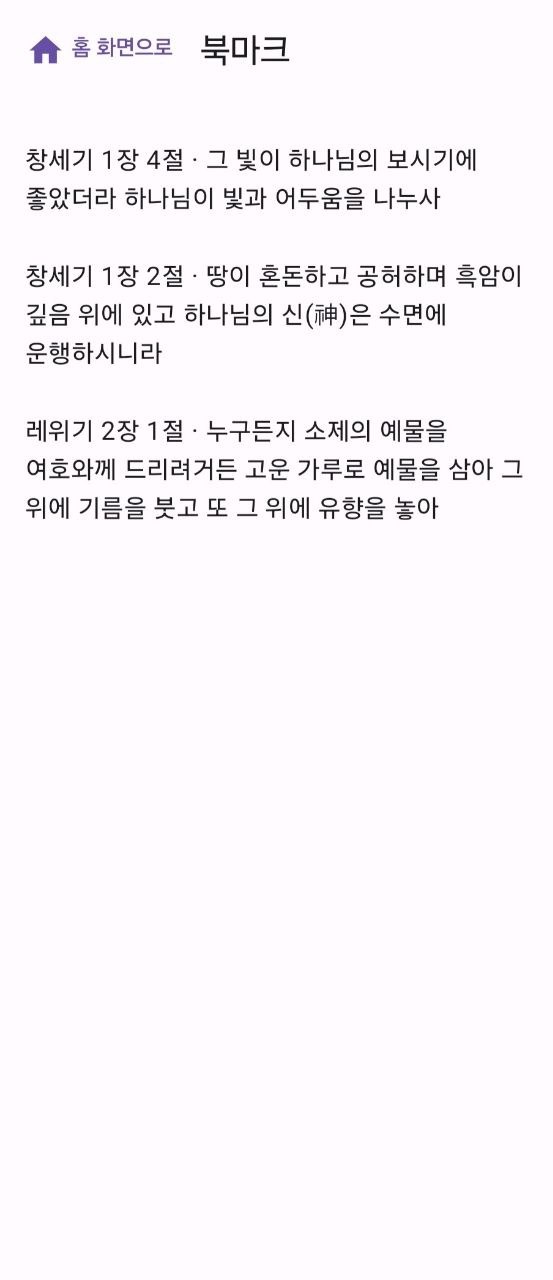 홈 화면으로 북마크
창세기 1장 4절 · 그 빛이 하나님의 보시기에
좋았더라 하나님이 빛과 어두움을 나누사
창세기 1장 2절 · 땅이 혼돈하고 공허하며 흑암이
깊음 위에 있고 하나님의 신(神)은 수면에
운행하시니라
레위기 2장 1절 · 누구든지 소제의 예물을
여호와께 드리려거든 고운 가루로 예물을 삼아 그
위에 기름을 붓고 또 그 위에 유향을 놓아